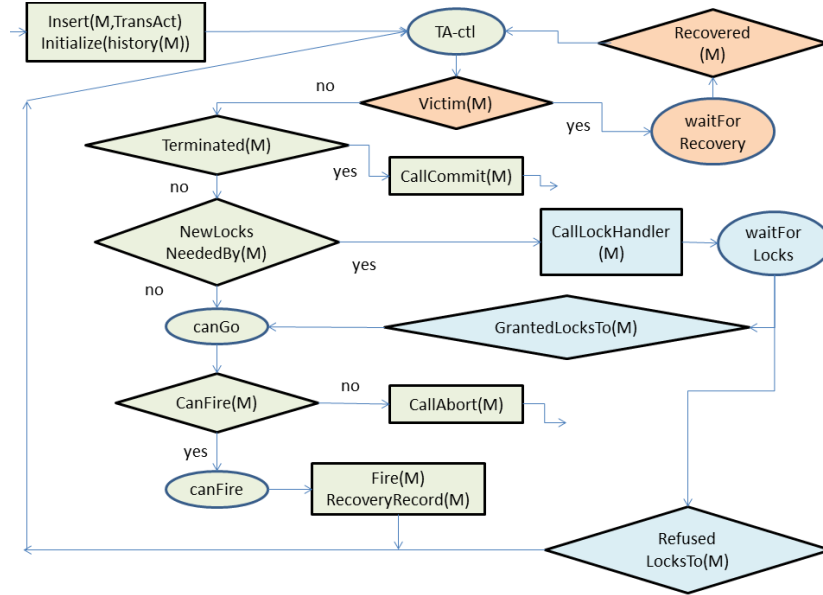 Insert(M,TransAct)
Initialize(history(M))
TA-ctl
Recovered
(M)
no
Victim(M)
yes
waitFor
Recovery
Terminated(M)
yes
CallCommit(M)
no
NewLocks
NeededBy(M)
yes
CallLockHandler
(M)
waitFor
Locks
no
canGo
GrantedLocksTo(M)
CanFire(M)
no
CallAbort(M)
yes
canFire
Fire(M)
RecoveryRecord(M)
Refused
LocksTo(M)